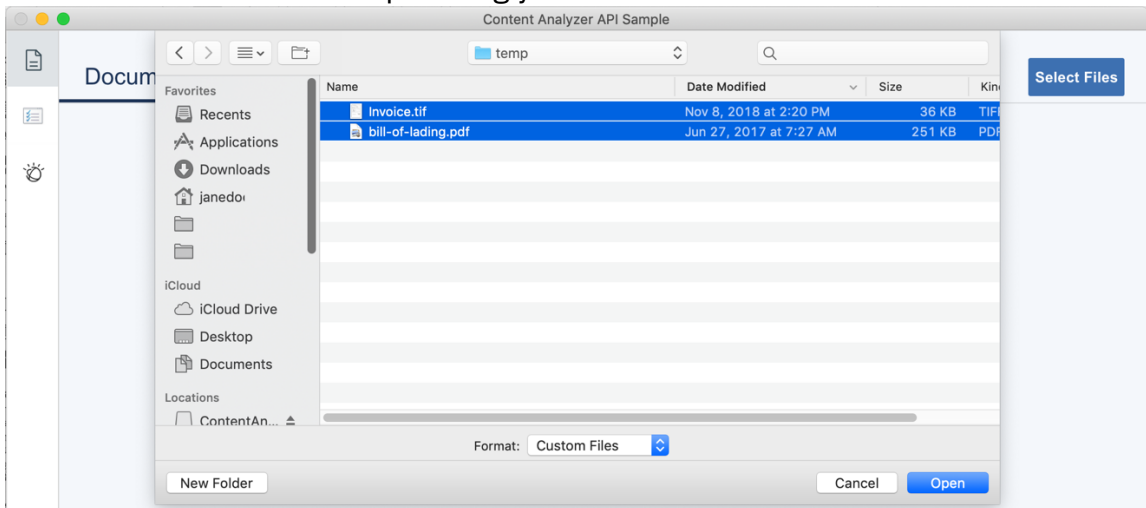 Content Analyzer API Sample
temp
Docum
Select Files
Favorites
Recents
Applications
Downloads
janedo
iCloud
iCloud Drive
Desktop
Documents
Locations
ContentAn...
Name Date Modified Size Kin
Invoice.tif Nov 8, 2018 at 2:20 PM 36 KB TIF
bill-of-lading.pdf Jun 27, 2017 at 7:27 AM 251 KB PDF
Format: Custom Files
New Folder Cancel Open